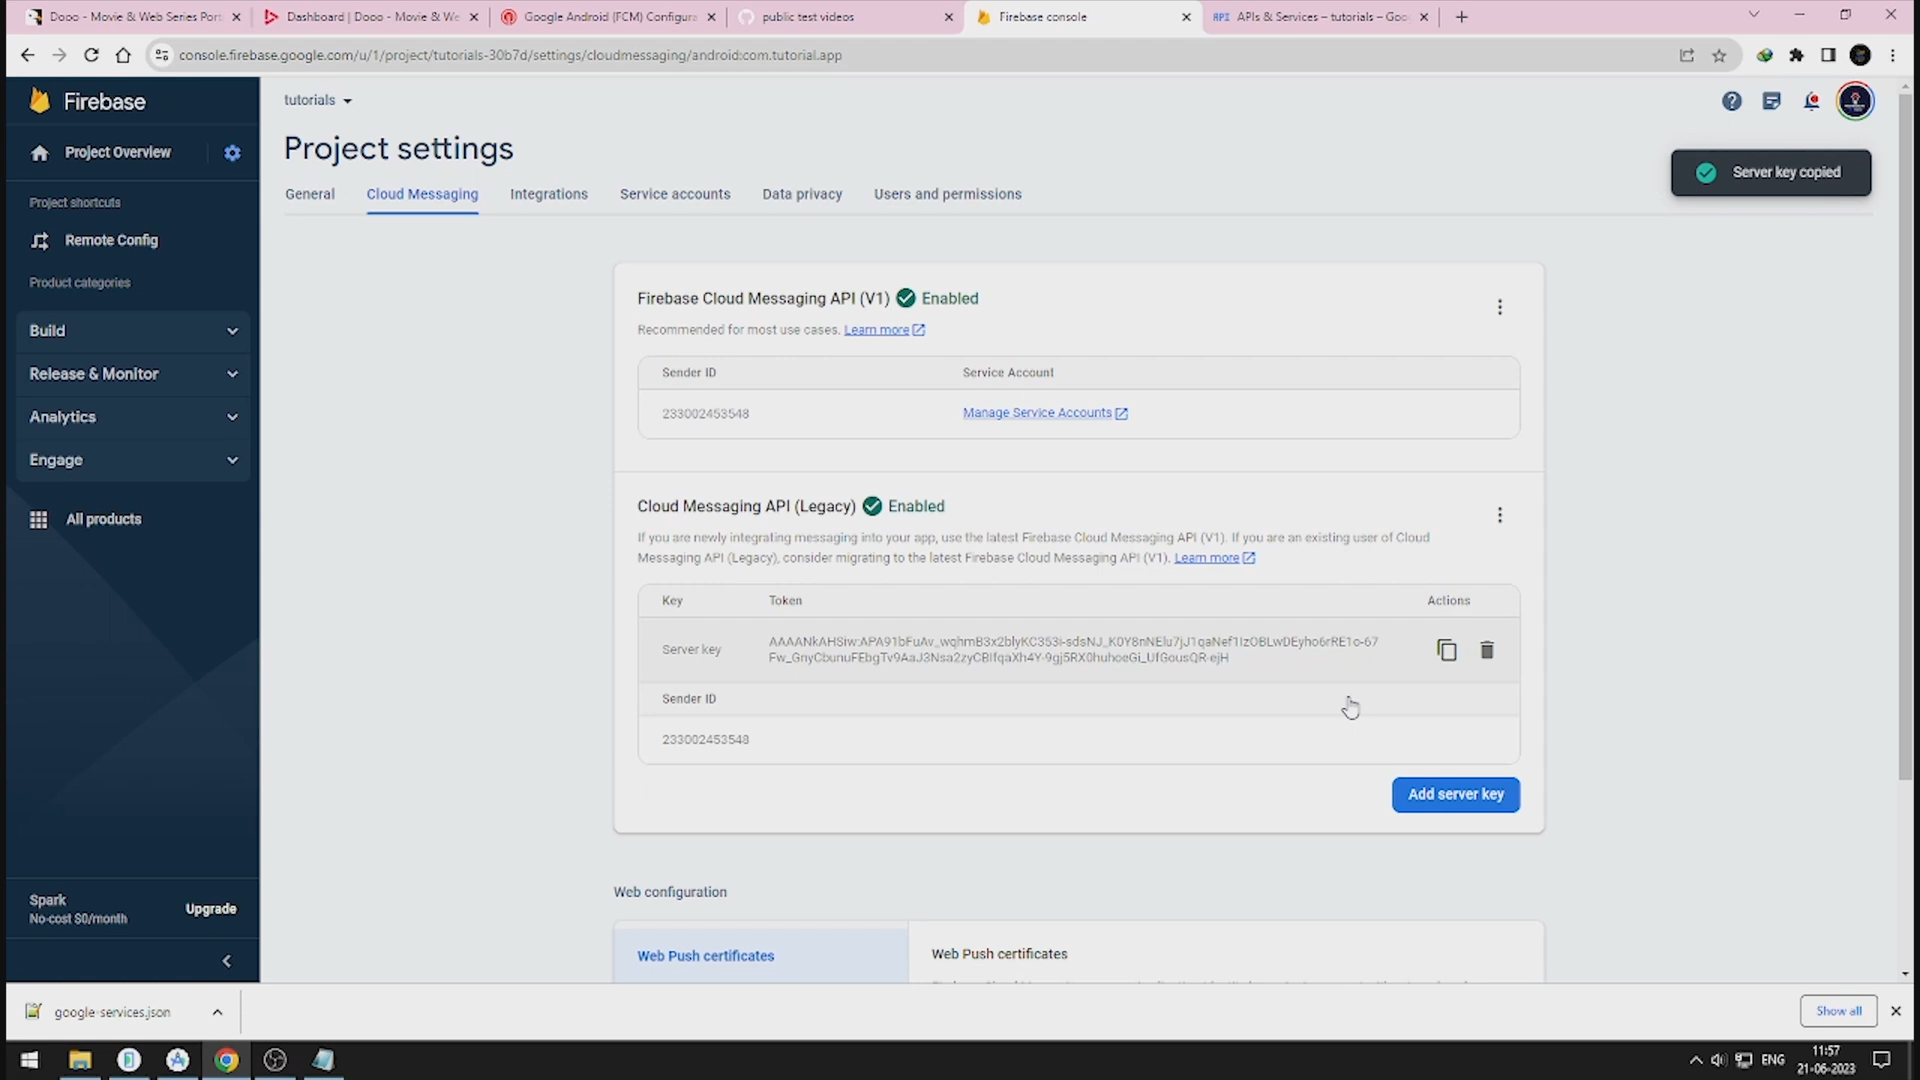 Dooo - Movie & Web Series Port
Dashboard | Dooo - Movie & We
Google Android (FCM) Configura
public test videos
Firebase console
API APIs & Services – tutorials – Goo
console.firebase.google.com/u/1/project/tutorials-30b7d/settings/cloudmessaging/android:com.tutorial.app
Firebase
tutorials
Project Overview
Project settings
Server key copied
General
Cloud Messaging
Integrations
Service accounts
Data privacy
Users and permissions
Project shortcuts
Remote Config
Product categories
Build
Release & Monitor
Analytics
Engage
All products
Firebase Cloud Messaging API (V1) Enabled
Recommended for most use cases. Learn more
Sender ID Service Account
233002453548 Manage Service Accounts
Cloud Messaging API (Legacy) Enabled
If you are newly integrating messaging into your app, use the latest Firebase Cloud Messaging API (V1). If you are an existing user of Cloud
Messaging API (Legacy), consider migrating to the latest Firebase Cloud Messaging API (V1). Learn more
Key Token Actions
Server key
Sender ID
233002453548
Add server key
Web configuration
Web Push certificates
Web Push certificates
Spark
No-cost $0/month
Upgrade
google-services.json
Show all
ENG
11:57
21-06-2023